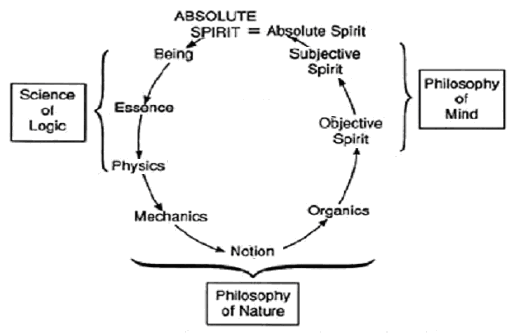 ABSOLUTE
SPIRIT = Absolute Spirit
Being
Subjective
Spirit
Science
of
Logic
Philosophy
of
Mind
Essence
Objective
Spirit
Physics
Mechanics
Organics
Notion
Philosophy
of Nature